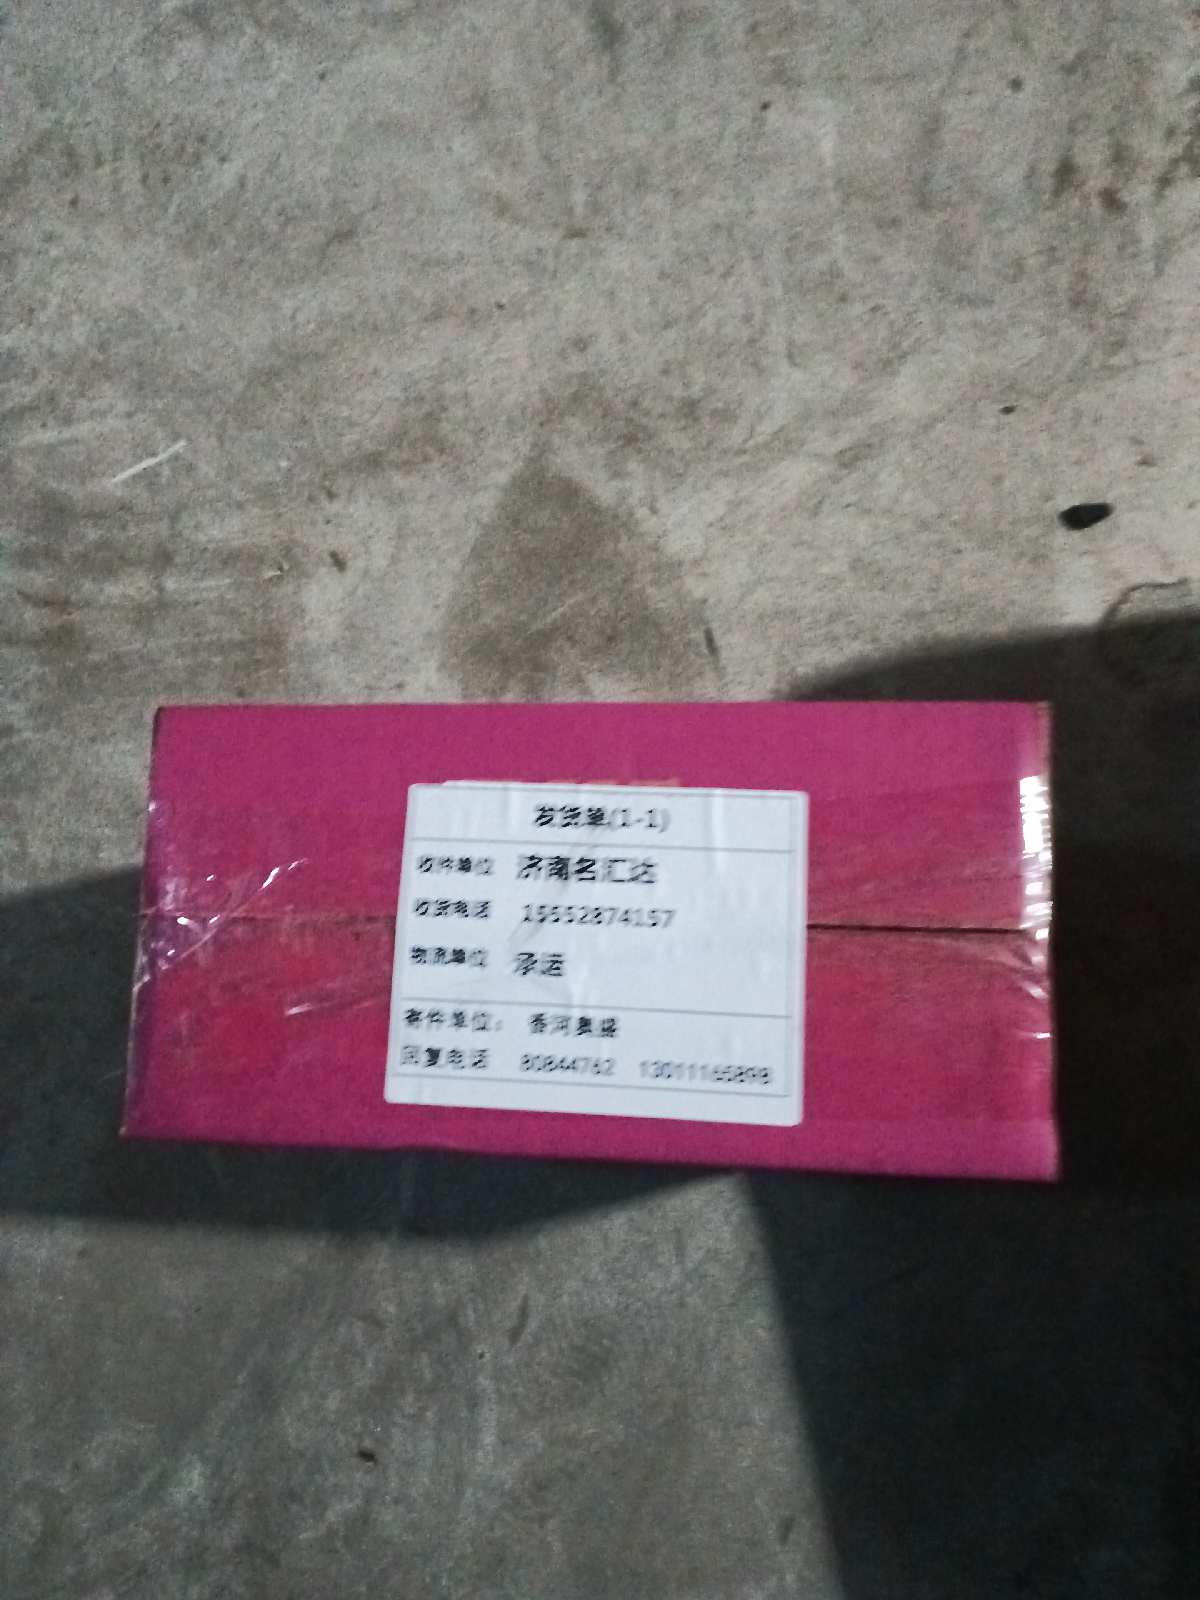 发货单(1-1)
收件单位 济南名汇达
收货电话 15552874157
物流单位 承运
寄件单位： 香河奥盛
回复电话 80844762 13011165898